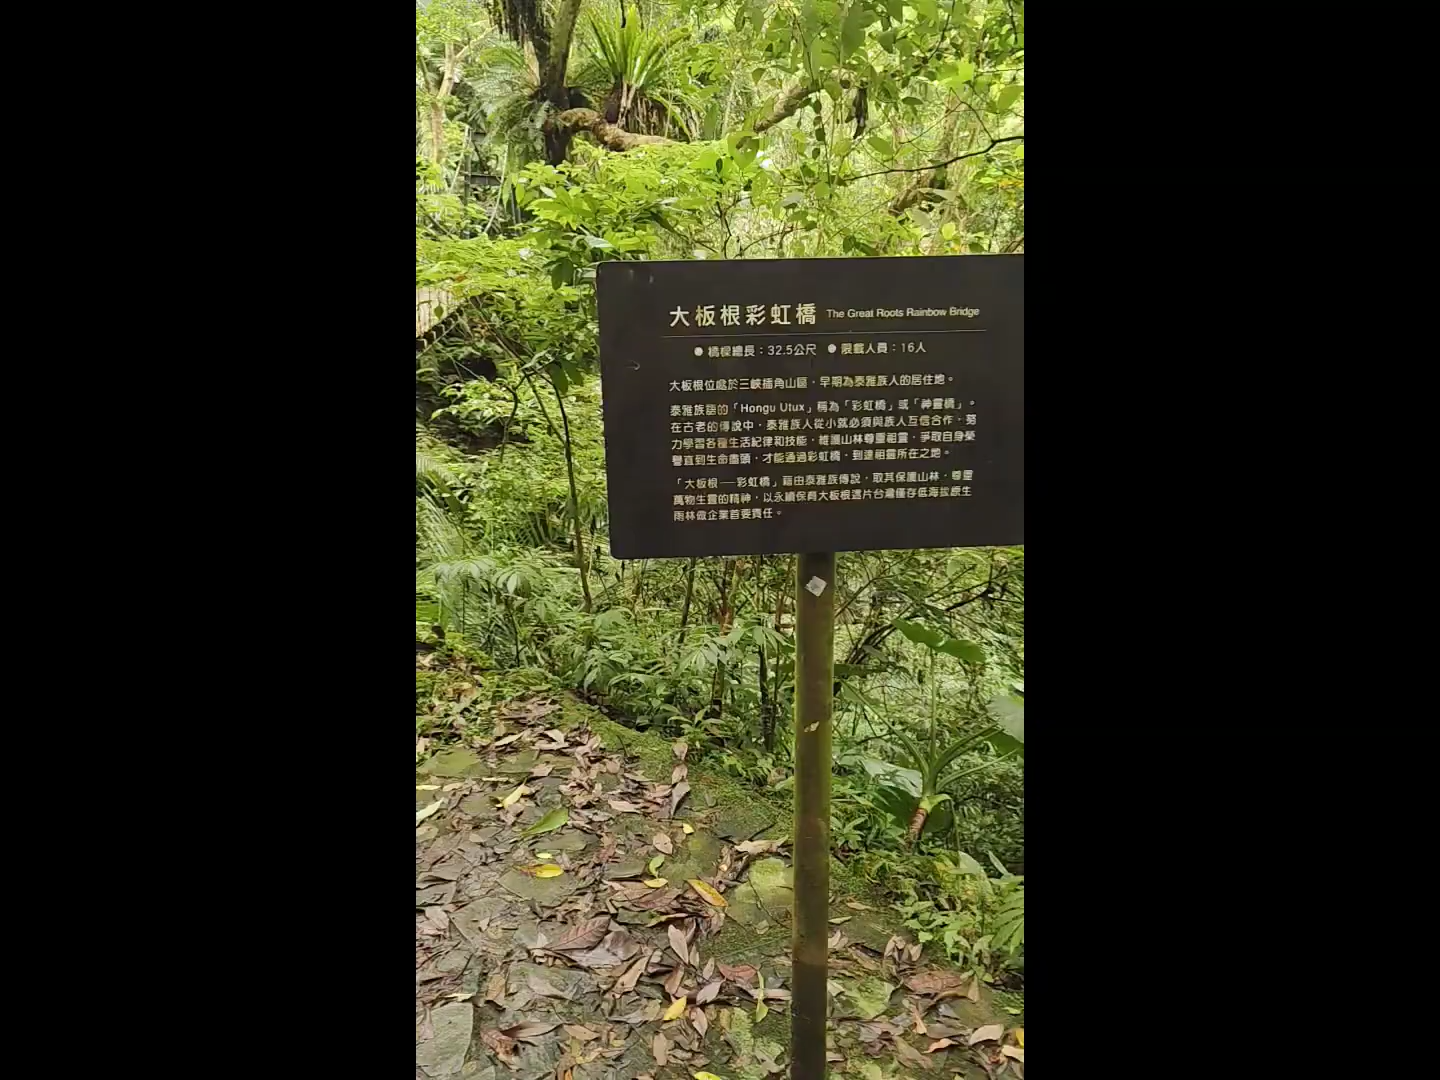 大板根彩虹橋 The Great Roots Rainbow Bridge
● 橋樑總長：32.5公尺 ● 限載人員：16人
大板根位處於三峽插角山區，早期為泰雅族人的居住地。
泰雅族語的「Hongu Utux」稱為「彩虹橋」或「神靈橋」。
在古老的傳說中，泰雅族人從小就必須與族人互信合作，努
力學習各種生活紀律和技能，維護山林尊重祖靈，爭取自身榮
譽直到生命盡頭，才能通過彩虹橋，到達祖靈所在之地。
「大板根──彩虹橋」藉由泰雅族傳說，取其保護山林，尊重
萬物生靈的精神，以永續保育大板根這片台灣僅存低海拔原生
雨林做企業首要責任。